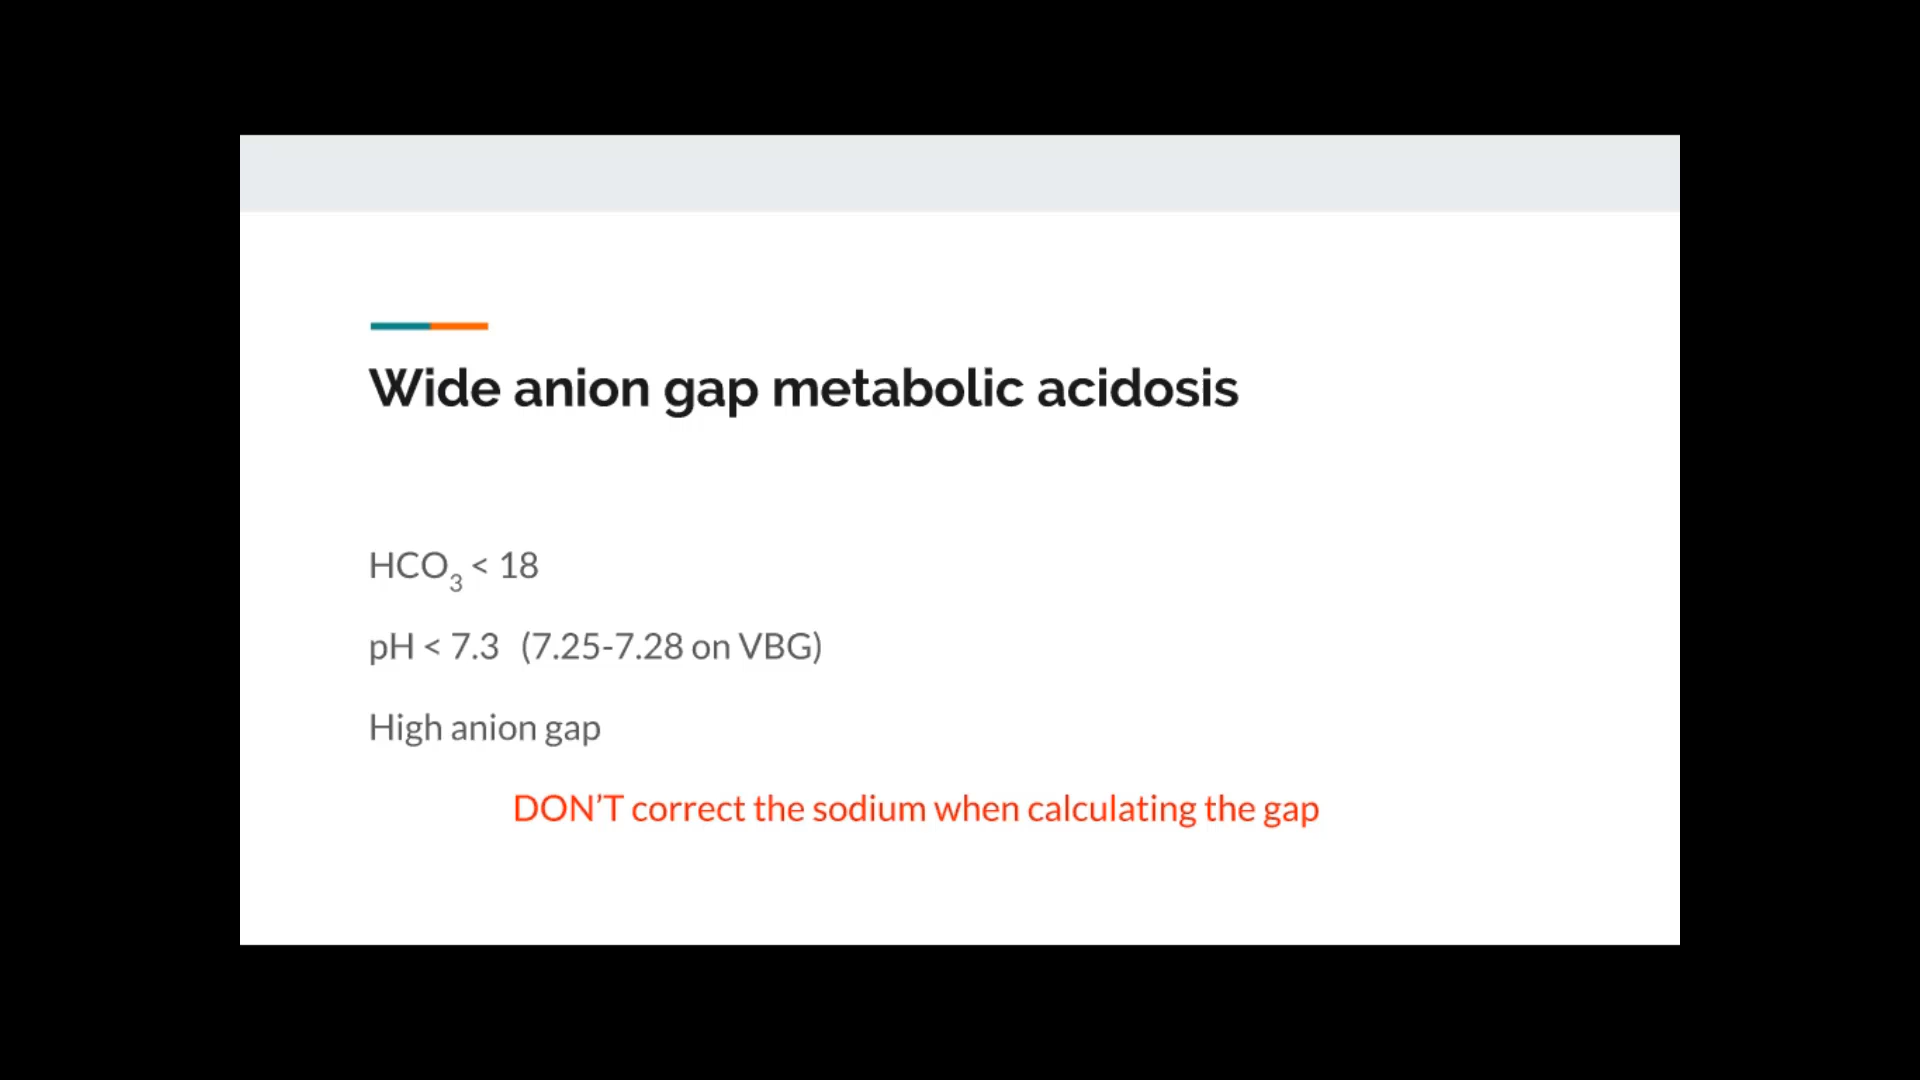 Wide anion gap metabolic acidosis
HCO₃ < 18
pH < 7.3 (7.25-7.28 on VBG)
High anion gap
DON’T correct the sodium when calculating the gap